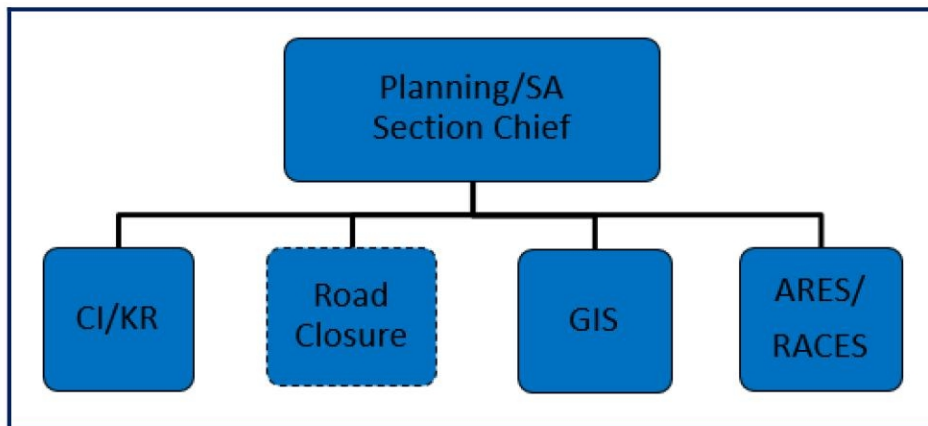 Planning/SA
Section Chief
CI/KR
Road
Closure
GIS
ARES/
RACES